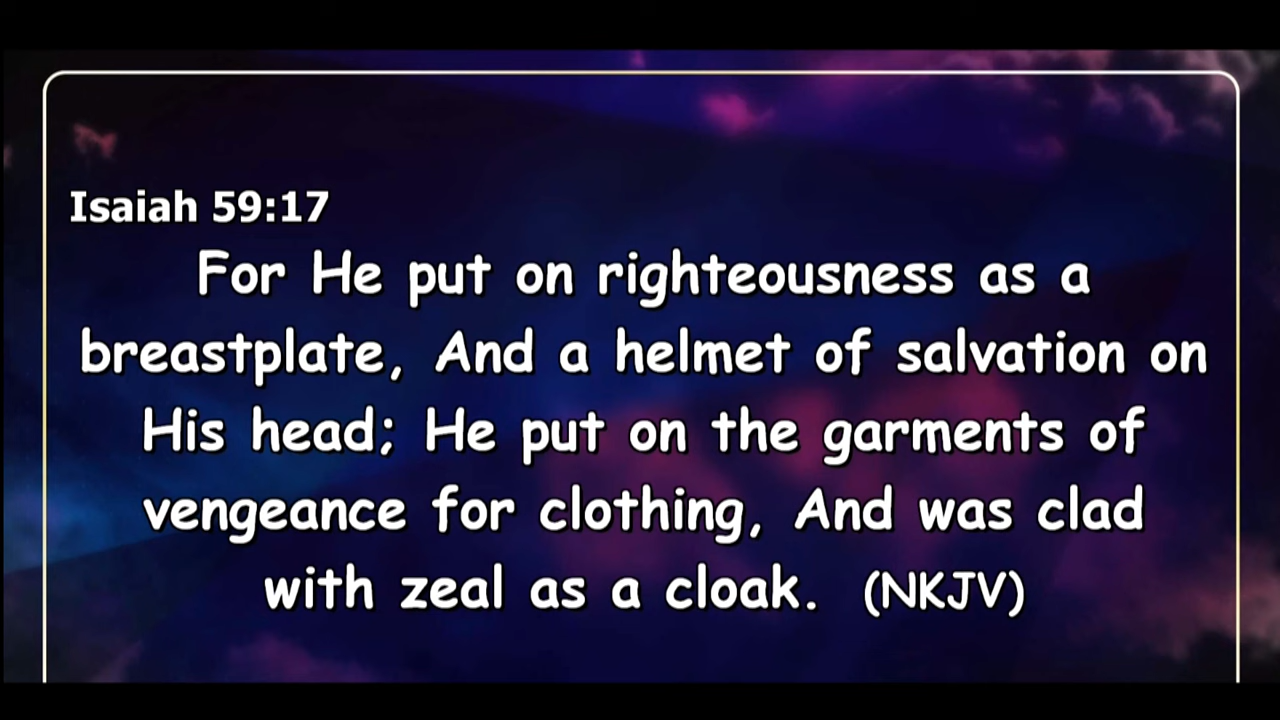 Isaiah 59:17
For He put on righteousness as a
breastplate, And a helmet of salvation on
His head; He put on the garments of
vengeance for clothing, And was clad
with zeal as a cloak. (NKJV)